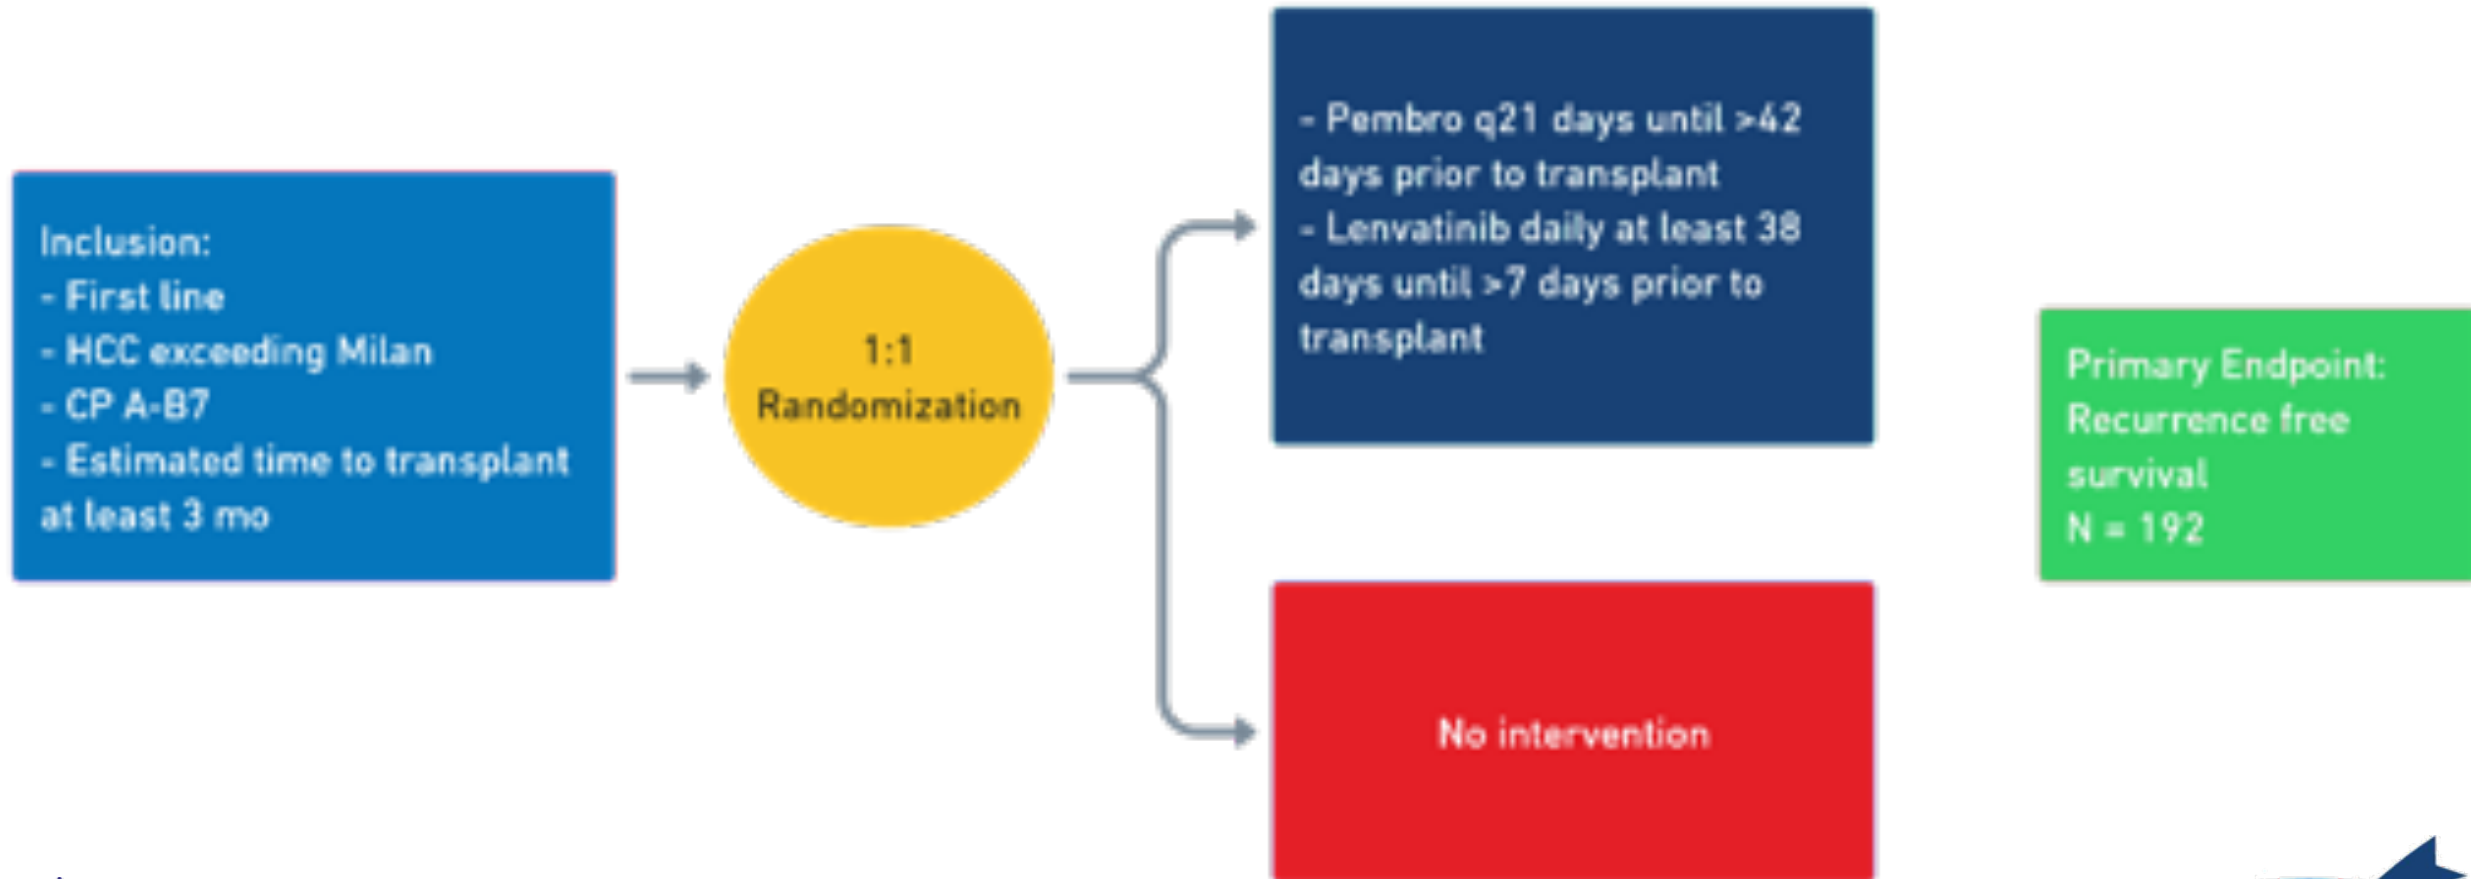 Inclusion:
- First line
- HCC exceeding Milan
- CP A-B7
- Estimated time to transplant
at least 3 mo
1:1
Randomization
- Pembro q21 days until >42
days prior to transplant
- Lenvatinib daily at least 38
days until >7 days prior to
transplant
No intervention
Primary Endpoint:
Recurrence free
survival
N = 192